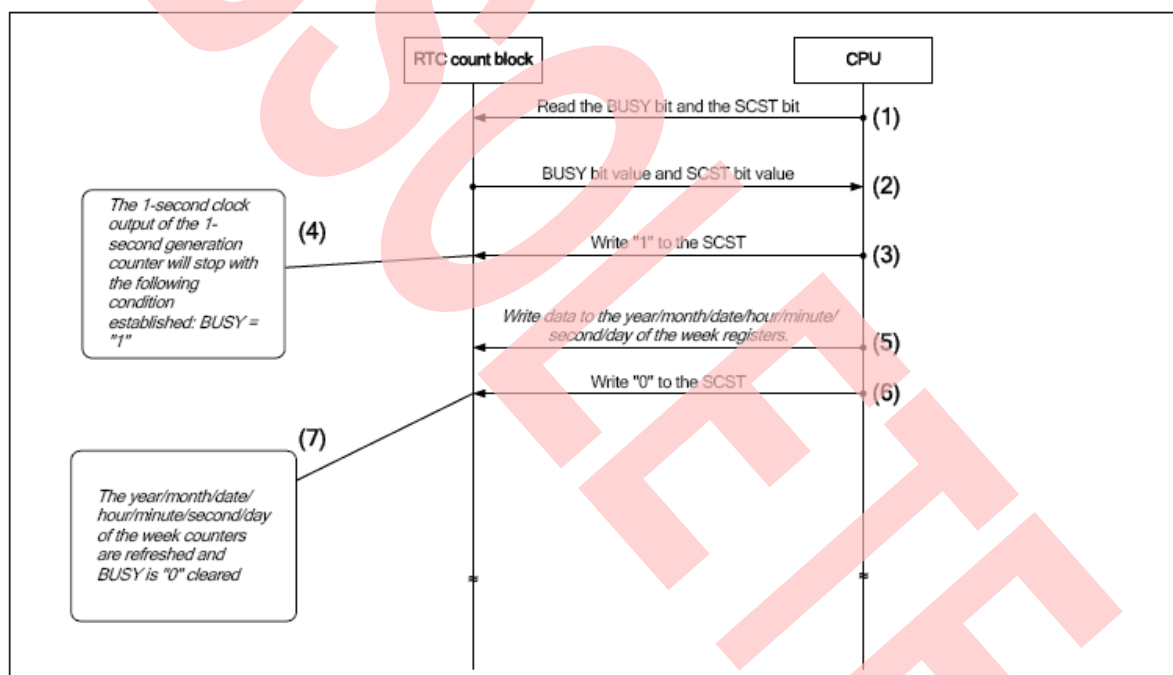 RTC count block
CPU
Read the BUSY bit and the SCST bit
(1)
BUSY bit value and SCST bit value
(2)
The 1-second clock
output of the 1-
second generation
counter will stop with
the following
condition
established: BUSY =
"1"
(4)
Write "1" to the SCST
(3)
Write data to the year/month/date/hour/minute/
second/day of the week registers.
(5)
Write "0" to the SCST
(6)
(7)
The year/month/date/
hour/minute/second/day
of the week counters
are refreshed and
BUSY is "0" cleared
SOLETE